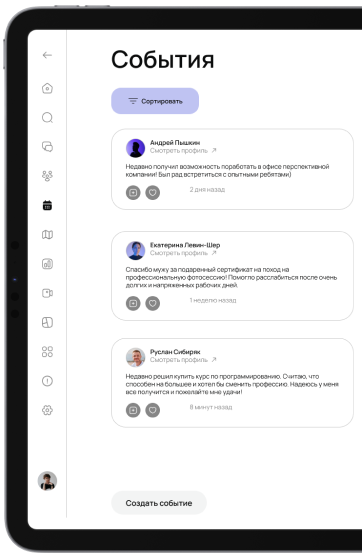 События
Сортировать
Андрей Пышкин
Смотреть профиль ↗
Недавно получил возможность поработать в офисе перспективной
компании! Был рад встретиться с опытными ребятами)
2 дня назад
Екатерина Левин-Шер
Смотреть профиль ↗
Спасибо мужу за подаренный сертификат на поход на
профессиональную фотосессию! Помогло расслабиться после очень
долгих и напряженных рабочих дней.
1 неделю назад
Руслан Сибиряк
Смотреть профиль ↗
Недавно решил купить курс по программированию. Считаю, что
способен на большее и хотел бы сменить профессию. Надеюсь у меня
все получится и пожелайте мне удачи!
8 минут назад
Создать событие